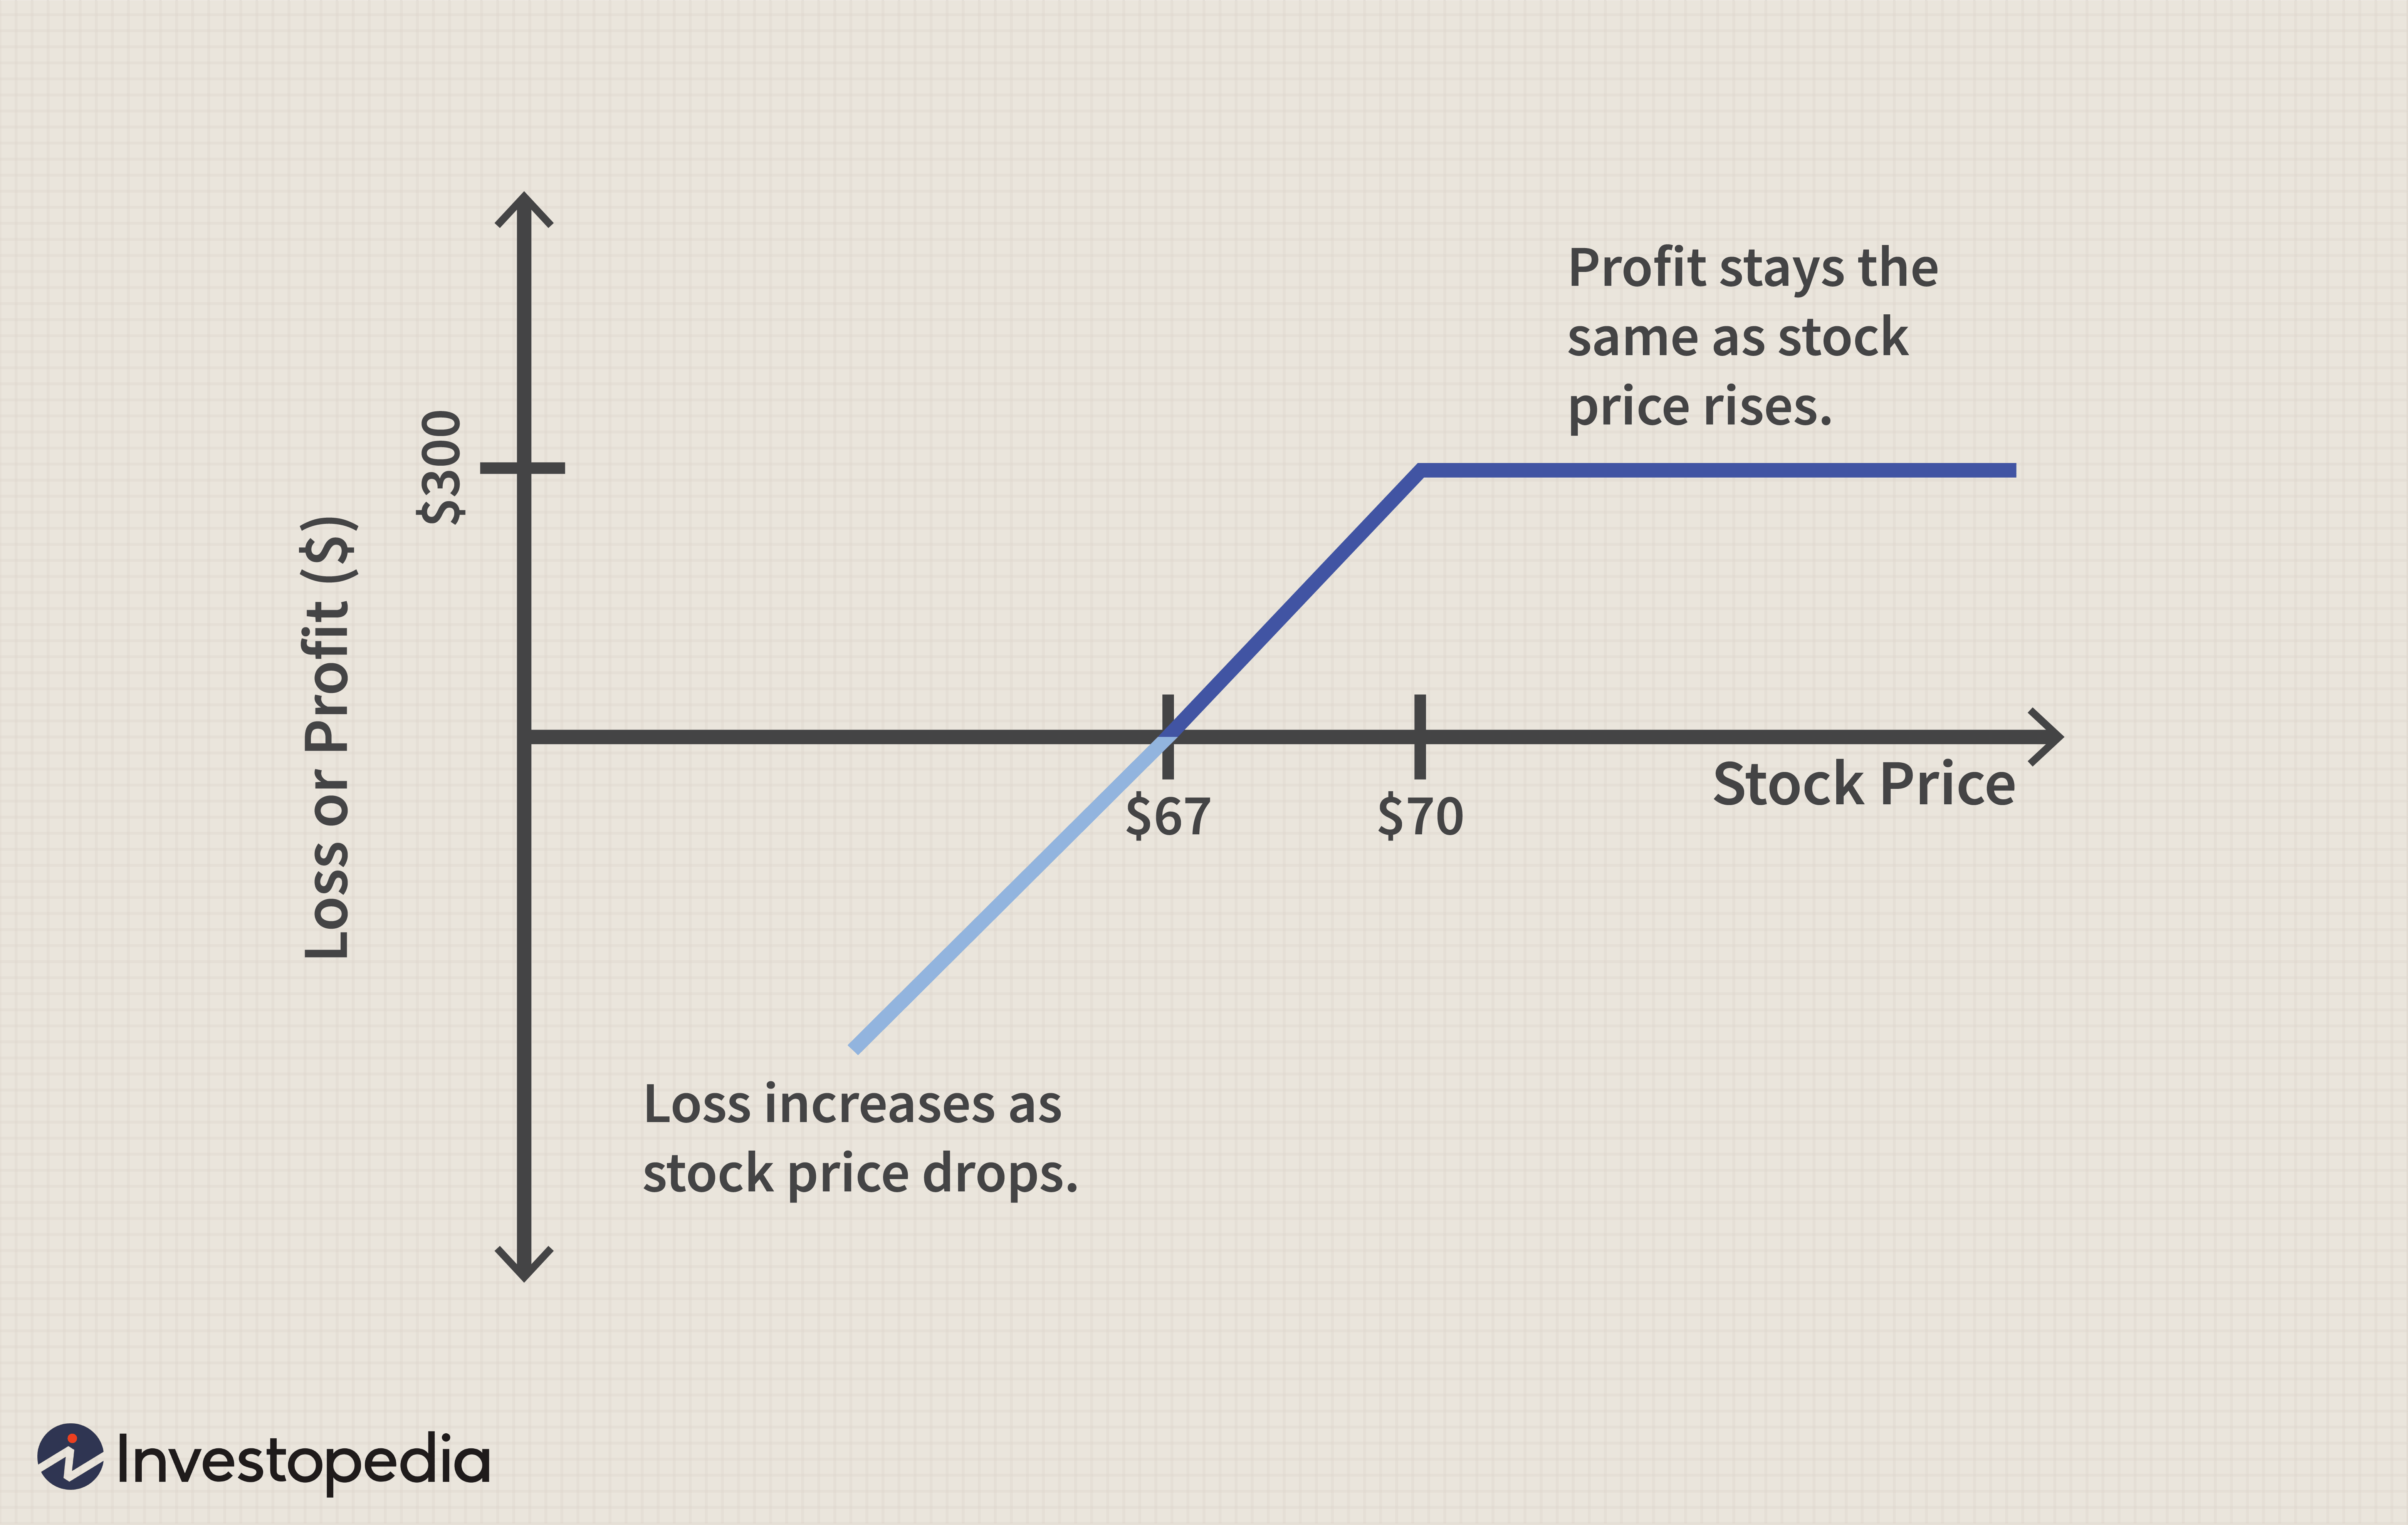 Profit stays the
same as stock
price rises.
$300
Loss or Profit ($)
$67
$70
Stock Price
Loss increases as
stock price drops.
Investopedia